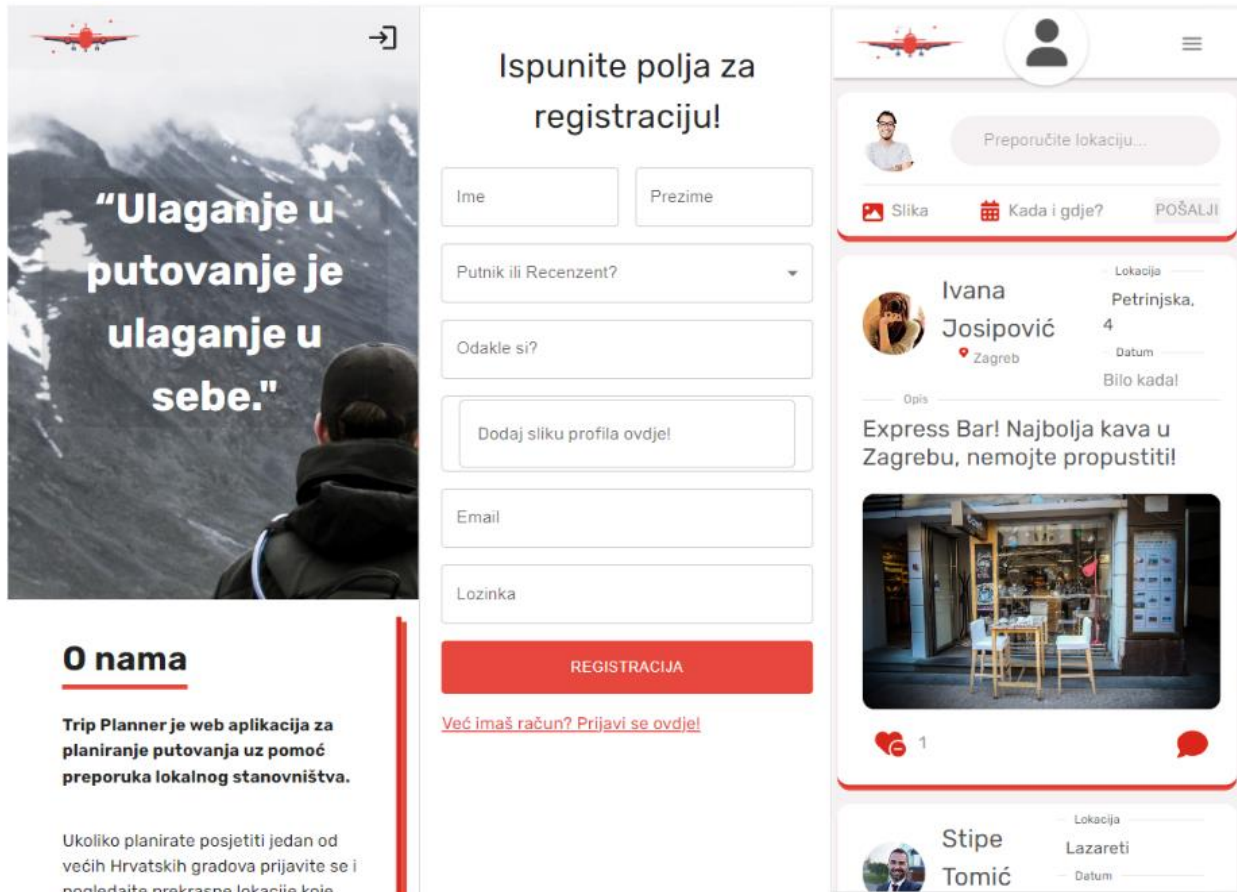 “Ulaganje u
putovanje je
ulaganje u
sebe."
O nama
Trip Planner je web aplikacija za
planiranje putovanja uz pomoć
preporuka lokalnog stanovništva.
Ukoliko planirate posjetiti jedan od
većih Hrvatskih gradova prijavite se i
pogledajte prekrasne lokacije koje
Ispunite polja za
registraciju!
Ime
Prezime
Putnik ili Recenzent?
Odakle si?
Dodaj sliku profila ovdje!
Email
Lozinka
REGISTRACIJA
Već imaš račun? Prijavi se ovdje!
Preporučite lokaciju...
Slika
Kada i gdje?
POŠALJI
Ivana
Josipović
Zagreb
Lokacija
Petrinjska,
4
Datum
Bilo kada!
Opis
Express Bar! Najbolja kava u
Zagrebu, nemojte propustiti!
1
Stipe
Tomić
Lokacija
Lazareti
Datum